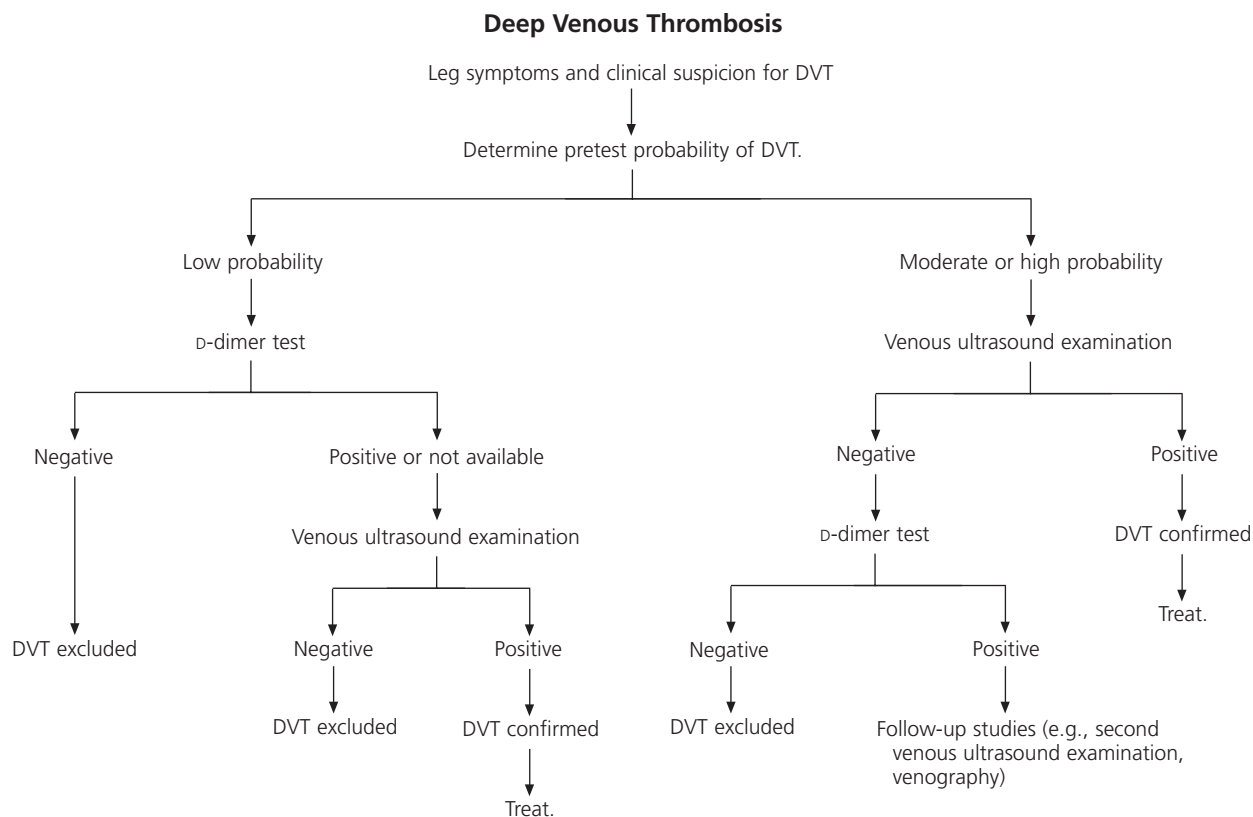 Deep Venous Thrombosis
Leg symptoms and clinical suspicion for DVT
Determine pretest probability of DVT.
Low probability
Moderate or high probability
D-dimer test
Venous ultrasound examination
Negative
Positive or not available
Negative
Positive
Venous ultrasound examination
D-dimer test
DVT confirmed
Treat.
DVT excluded
Negative
Positive
Negative
Positive
DVT excluded
DVT confirmed
DVT excluded
Follow-up studies (e.g., second
venous ultrasound examination,
venography)
Treat.